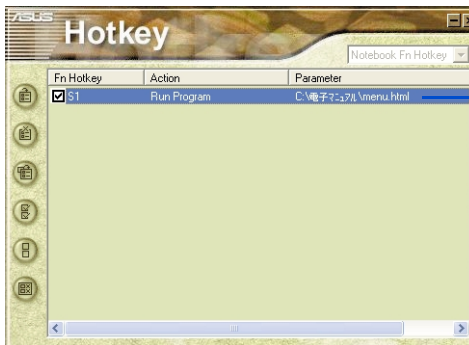 ASUS
Hotkey
Notebook Fn Hotkey
Fn Hotkey Action Parameter
S1 Run Program C:\電子ﾏﾆｭｱﾙ\menu.html